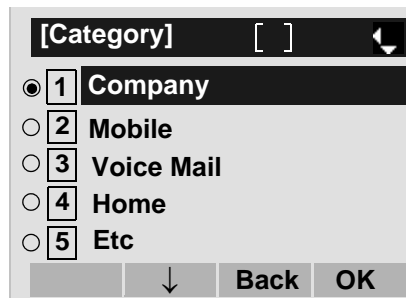 [Category] [ ]
1 Company
2 Mobile
3 Voice Mail
4 Home
5 Etc
↓ Back OK